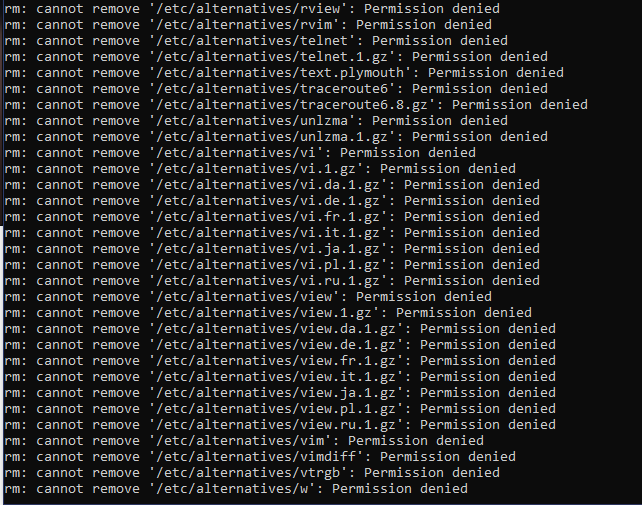 rm: cannot remove '/etc/alternatives/rview': Permission denied
rm: cannot remove '/etc/alternatives/rvim': Permission denied
rm: cannot remove '/etc/alternatives/telnet': Permission denied
rm: cannot remove '/etc/alternatives/telnet.1.gz': Permission denied
rm: cannot remove '/etc/alternatives/text.plymouth': Permission denied
rm: cannot remove '/etc/alternatives/traceroute6': Permission denied
rm: cannot remove '/etc/alternatives/traceroute6.8.gz': Permission denied
rm: cannot remove '/etc/alternatives/unlzma': Permission denied
rm: cannot remove '/etc/alternatives/unlzma.1.gz': Permission denied
rm: cannot remove '/etc/alternatives/vi': Permission denied
rm: cannot remove '/etc/alternatives/vi.1.gz': Permission denied
rm: cannot remove '/etc/alternatives/vi.da.1.gz': Permission denied
rm: cannot remove '/etc/alternatives/vi.de.1.gz': Permission denied
rm: cannot remove '/etc/alternatives/vi.fr.1.gz': Permission denied
rm: cannot remove '/etc/alternatives/vi.it.1.gz': Permission denied
rm: cannot remove '/etc/alternatives/vi.ja.1.gz': Permission denied
rm: cannot remove '/etc/alternatives/vi.pl.1.gz': Permission denied
rm: cannot remove '/etc/alternatives/vi.ru.1.gz': Permission denied
rm: cannot remove '/etc/alternatives/view': Permission denied
rm: cannot remove '/etc/alternatives/view.1.gz': Permission denied
rm: cannot remove '/etc/alternatives/view.da.1.gz': Permission denied
rm: cannot remove '/etc/alternatives/view.de.1.gz': Permission denied
rm: cannot remove '/etc/alternatives/view.fr.1.gz': Permission denied
rm: cannot remove '/etc/alternatives/view.it.1.gz': Permission denied
rm: cannot remove '/etc/alternatives/view.ja.1.gz': Permission denied
rm: cannot remove '/etc/alternatives/view.pl.1.gz': Permission denied
rm: cannot remove '/etc/alternatives/view.ru.1.gz': Permission denied
rm: cannot remove '/etc/alternatives/vim': Permission denied
rm: cannot remove '/etc/alternatives/vimdiff': Permission denied
rm: cannot remove '/etc/alternatives/vtrgb': Permission denied
rm: cannot remove '/etc/alternatives/w': Permission denied